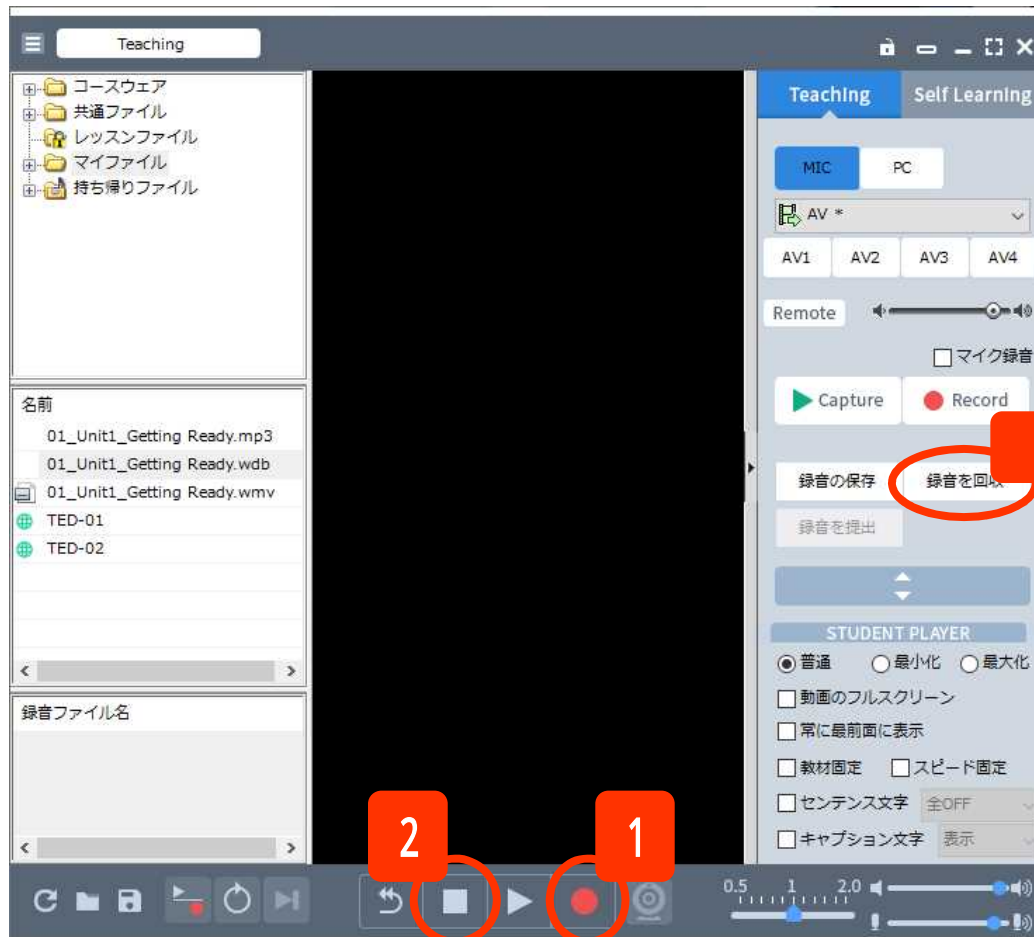 Teaching
コースウェア
共通ファイル
レッスンファイル
マイファイル
持ち帰りファイル
名前
01_Unit1_Getting Ready.mp3
01_Unit1_Getting Ready.wdb
01_Unit1_Getting Ready.wmv
TED-01
TED-02
録音ファイル名
Teaching Self Learning
MIC PC
AV *
AV1 AV2 AV3 AV4
Remote
マイク録音
Capture Record
録音の保存 録音を回収
録音を提出
STUDENT PLAYER
普通 最小化 最大化
動画のフルスクリーン
常に最前面に表示
教材固定 スピード固定
センテンス文字 全OFF
キャプション文字 表示
2 1
0.5 1 2.0